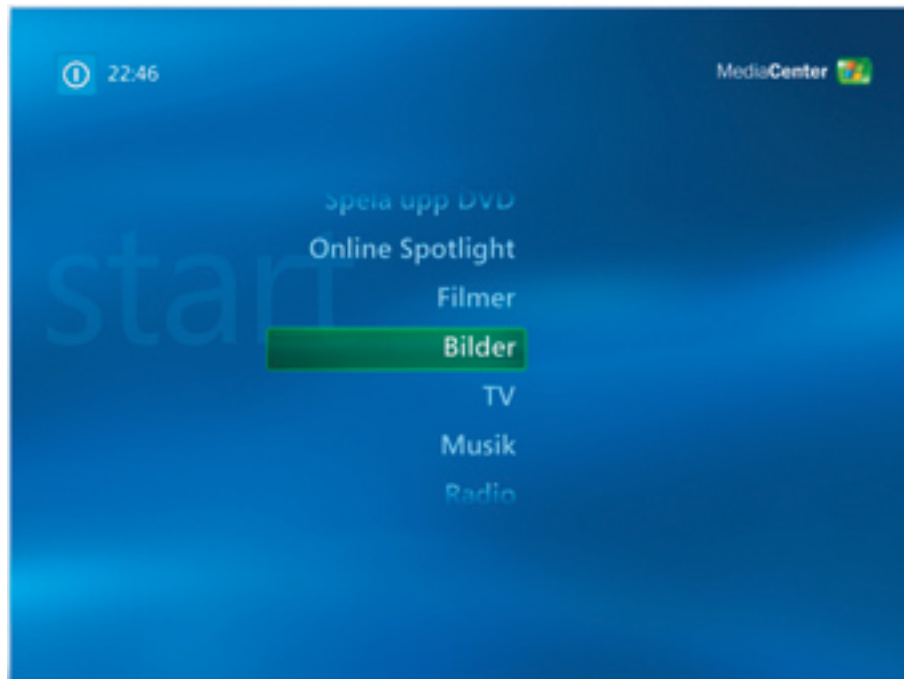 22:46
MediaCenter
Spela upp DVD
start
Online Spotlight
Filmer
Bilder
TV
Musik
Radio